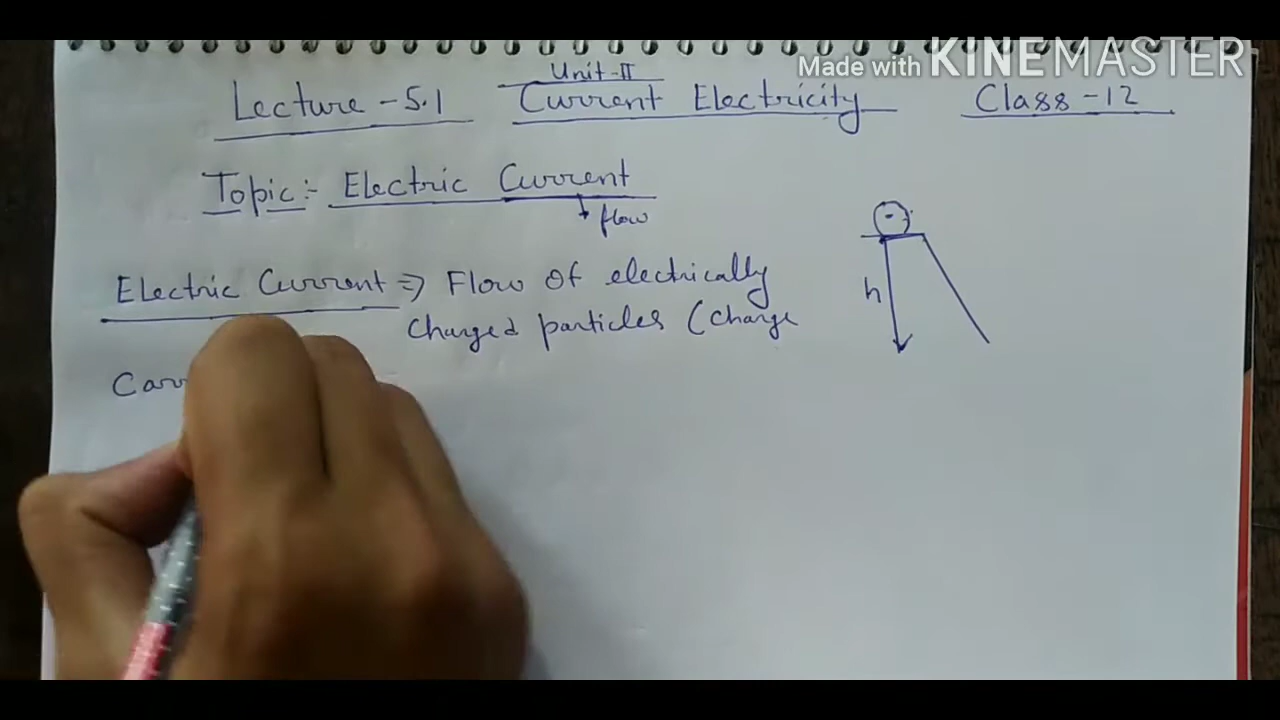 Made with KINEMASTER
Unit-II
Lecture - 5.1 Current Electricity Class - 12
Topic:- Electric Current
flow
Electric Current => Flow of electrically
charged particles (charge
h